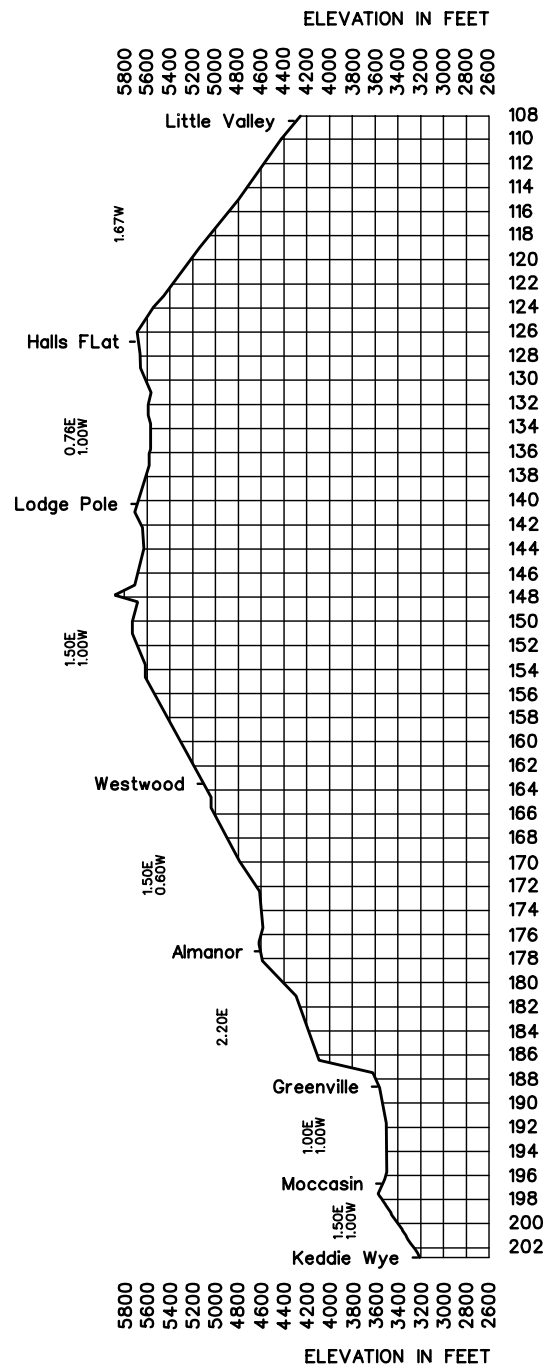 ELEVATION IN FEET
5800 5600 5400 5200 5000 4800 4600 4400 4200 4000 3800 3600 3400 3200 3000 2800 2600
108
Little Valley
110
112
114
116
1.67W
118
120
122
124
126
Halls FLat
128
130
132
0.76E
1.00W
134
136
138
140
Lodge Pole
142
144
146
148
150
1.50E
1.00W
152
154
156
158
160
162
Westwood
164
166
168
170
1.50E
0.60W
172
174
176
Almanor
178
180
182
2.20E
184
186
188
Greenville
190
192
1.00E
1.00W
194
196
Moccasin
198
1.50E
1.00W
200
202
Keddie Wye
5800 5600 5400 5200 5000 4800 4600 4400 4200 4000 3800 3600 3400 3200 3000 2800 2600
ELEVATION IN FEET